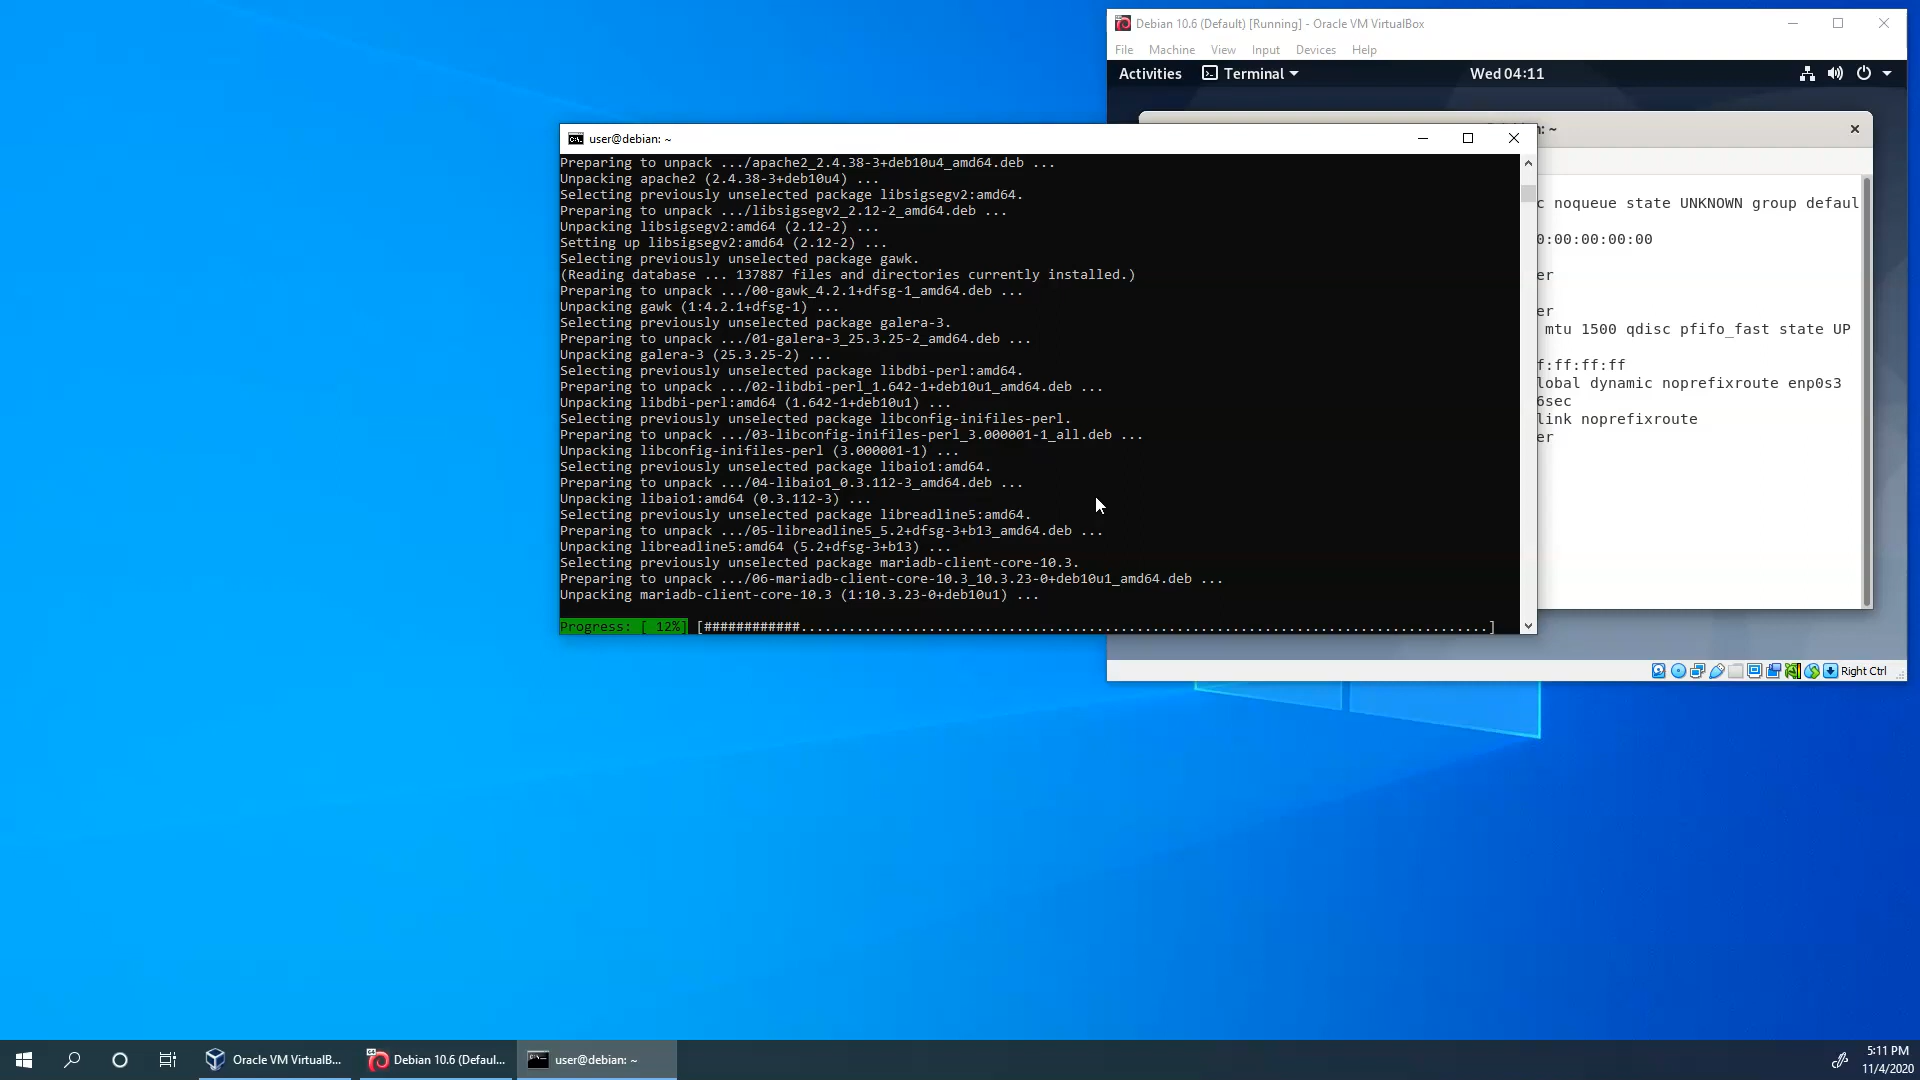 Debian 10.6 (Default) [Running] - Oracle VM VirtualBox
File Machine View Input Devices Help
Activities Terminal Wed 04:11
user@debian: ~
: ~
Preparing to unpack .../apache2_2.4.38-3+deb10u4_amd64.deb ...
Unpacking apache2 (2.4.38-3+deb10u4) ...
Selecting previously unselected package libsigsegv2:amd64.
Preparing to unpack .../libsigsegv2_2.12-2_amd64.deb ...
Unpacking libsigsegv2:amd64 (2.12-2) ...
Setting up libsigsegv2:amd64 (2.12-2) ...
Selecting previously unselected package gawk.
(Reading database ... 137887 files and directories currently installed.)
Preparing to unpack .../00-gawk_4.2.1+dfsg-1_amd64.deb ...
Unpacking gawk (1:4.2.1+dfsg-1) ...
Selecting previously unselected package galera-3.
Preparing to unpack .../01-galera-3_25.3.25-2_amd64.deb ...
Unpacking galera-3 (25.3.25-2) ...
Selecting previously unselected package libdbi-perl:amd64.
Preparing to unpack .../02-libdbi-perl_1.642-1+deb10u1_amd64.deb ...
Unpacking libdbi-perl:amd64 (1.642-1+deb10u1) ...
Selecting previously unselected package libconfig-inifiles-perl.
Preparing to unpack .../03-libconfig-inifiles-perl_3.000001-1_all.deb ...
Unpacking libconfig-inifiles-perl (3.000001-1) ...
Selecting previously unselected package libaio1:amd64.
Preparing to unpack .../04-libaio1_0.3.112-3_amd64.deb ...
Unpacking libaio1:amd64 (0.3.112-3) ...
Selecting previously unselected package libreadline5:amd64.
Preparing to unpack .../05-libreadline5_5.2+dfsg-3+b13_amd64.deb ...
Unpacking libreadline5:amd64 (5.2+dfsg-3+b13) ...
Selecting previously unselected package mariadb-client-core-10.3.
Preparing to unpack .../06-mariadb-client-core-10.3_10.3.23-0+deb10u1_amd64.deb ...
Unpacking mariadb-client-core-10.3 (1:10.3.23-0+deb10u1) ...
Progress: [ 12%] [############......................................................................................]
c noqueue state UNKNOWN group defaul
0:00:00:00:00
er
er
mtu 1500 qdisc pfifo_fast state UP
f:ff:ff:ff
lobal dynamic noprefixroute enp0s3
6sec
link noprefixroute
er
Right Ctrl
Oracle VM VirtualB...
Debian 10.6 (Defaul...
user@debian: ~
5:11 PM
11/4/2020